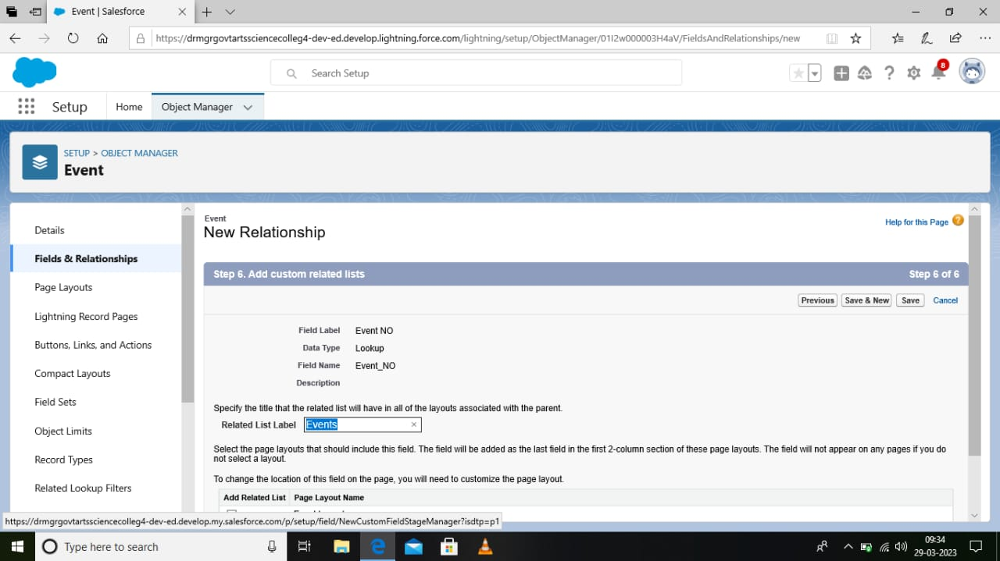 Event | Salesforce
https://drmgrgovtartssciencecolleg4-dev-ed.develop.lightning.force.com/lightning/setup/ObjectManager/01I2w000003H4aV/FieldsAndRelationships/new
Search Setup
8
Setup
Home
Object Manager
SETUP > OBJECT MANAGER
Event
Details
Fields & Relationships
Page Layouts
Lightning Record Pages
Buttons, Links, and Actions
Compact Layouts
Field Sets
Object Limits
Record Types
Related Lookup Filters
Event
New Relationship
Help for this Page
Step 6. Add custom related lists
Step 6 of 6
Previous
Save & New
Save
Cancel
Field Label Event NO
Data Type Lookup
Field Name Event_NO
Description
Specify the title that the related list will have in all of the layouts associated with the parent.
Related List Label Events
Select the page layouts that should include this field. The field will be added as the last field in the first 2-column section of these page layouts. The field will not appear on any pages if you do
not select a layout.
To change the location of this field on the page, you will need to customize the page layout.
Add Related List Page Layout Name
https://drmgrgovtartssciencecolleg4-dev-ed.develop.my.salesforce.com/p/setup/field/NewCustomFieldStageManager?isdtp=p1
Type here to search
09:34
29-03-2023